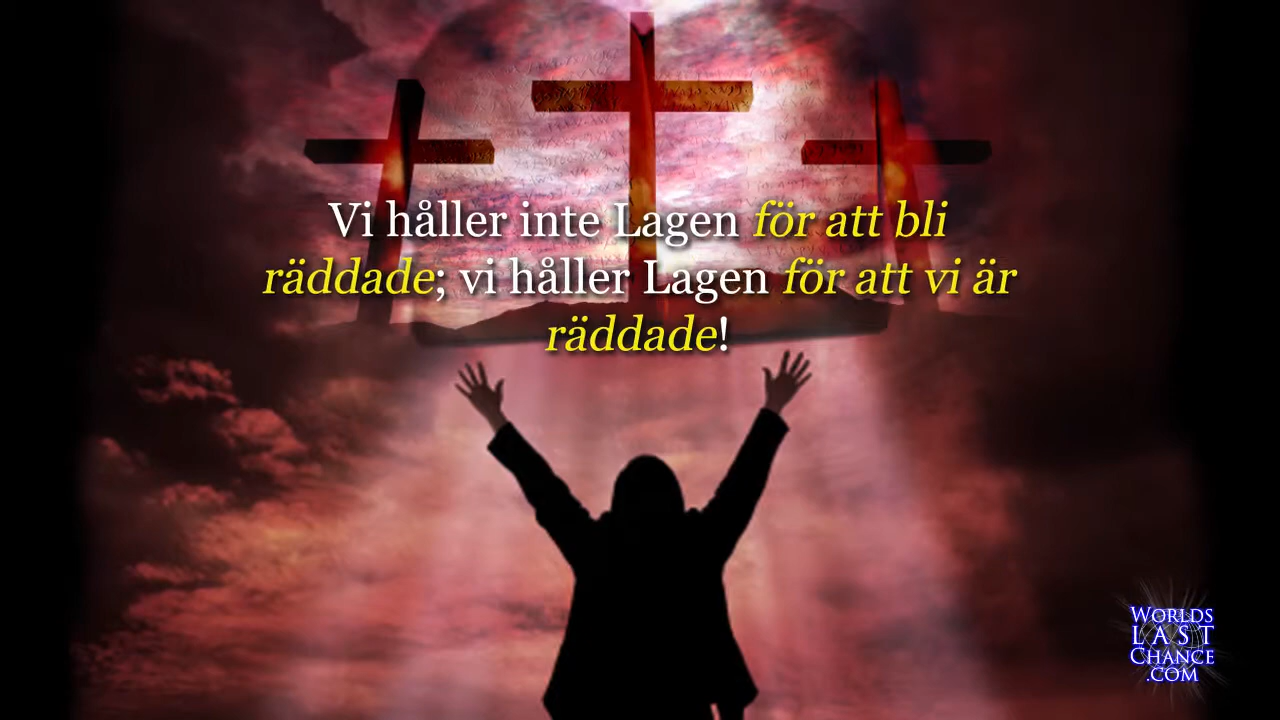 Vi håller inte Lagen för att bli
räddade; vi håller Lagen för att vi är
räddade!
WORLDS
LAST
CHANCE
.COM